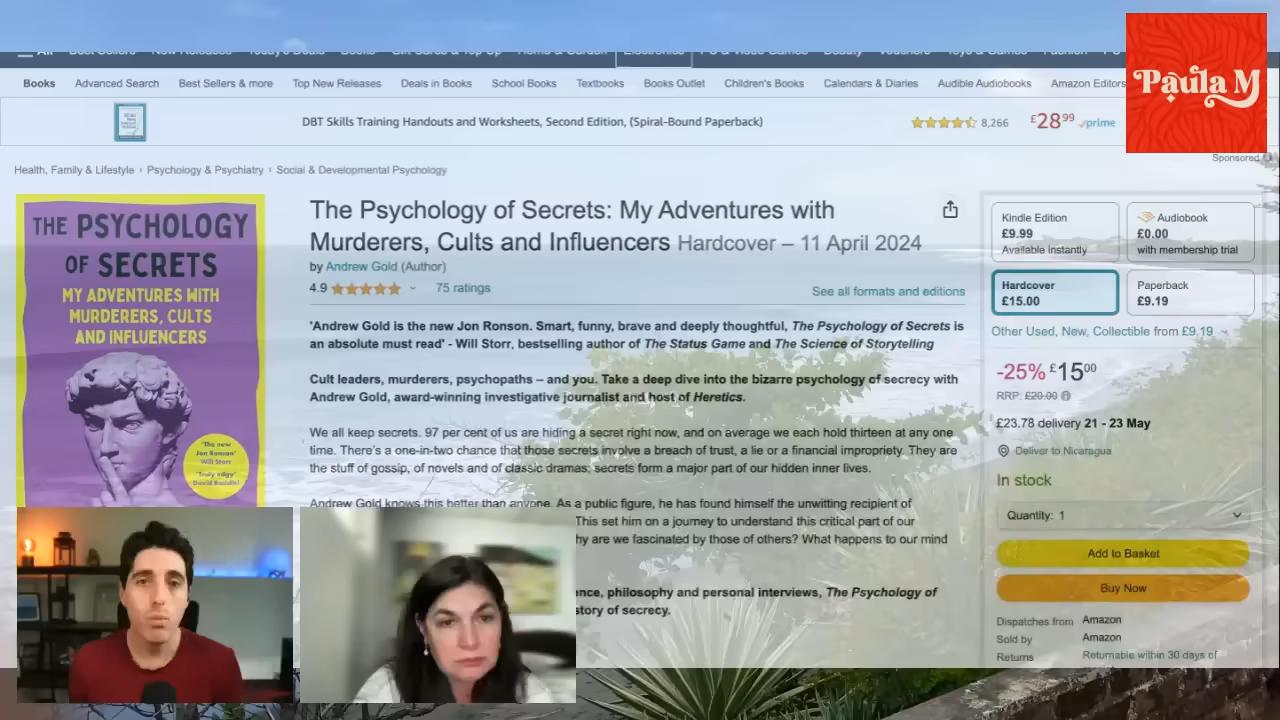 Books Advanced Search Best Sellers & more Top New Releases Deals in Books School Books Textbooks Books Outlet Children's Books Calendars & Diaries Audible Audiobooks Amazon Editors
Paula M
DBT Skills Training Handouts and Worksheets, Second Edition, (Spiral-Bound Paperback) 8,266 £28 99 prime
Sponsored
Health, Family & Lifestyle › Psychology & Psychiatry › Social & Developmental Psychology
THE PSYCHOLOGY
OF SECRETS
MY ADVENTURES WITH
MURDERERS, CULTS
AND INFLUENCERS
'The new
Jon Ronson'
Will Storr
'Truly edgy'
David Baddiel
The Psychology of Secrets: My Adventures with
Murderers, Cults and Influencers Hardcover – 11 April 2024
by Andrew Gold (Author)
4.9 75 ratings
See all formats and editions
'Andrew Gold is the new Jon Ronson. Smart, funny, brave and deeply thoughtful, The Psychology of Secrets is
an absolute must read' - Will Storr, bestselling author of The Status Game and The Science of Storytelling
Cult leaders, murderers, psychopaths – and you. Take a deep dive into the bizarre psychology of secrecy with
Andrew Gold, award-winning investigative journalist and host of Heretics.
We all keep secrets. 97 per cent of us are hiding a secret right now, and on average we each hold thirteen at any one
time. There's a one-in-two chance that those secrets involve a breach of trust, a lie or a financial impropriety. They are
the stuff of gossip, of novels and of classic dramas; secrets form a major part of our hidden inner lives.
Andrew Gold knows this better than anyone. As a public figure, he has found himself the unwitting recipient of
This set him on a journey to understand this critical part of our
hy are we fascinated by those of others? What happens to our mind
nce, philosophy and personal interviews, The Psychology of
story of secrecy.
Kindle Edition
£9.99
Available instantly
Audiobook
£0.00
with membership trial
Hardcover
£15.00
Paperback
£9.19
Other Used, New, Collectible from £9.19
-25% £15 00
RRP: £20.00
£23.78 delivery 21 - 23 May
Deliver to Nicaragua
In stock
Quantity: 1
Add to Basket
Buy Now
Dispatches from Amazon
Sold by Amazon
Returns Returnable within 30 days of